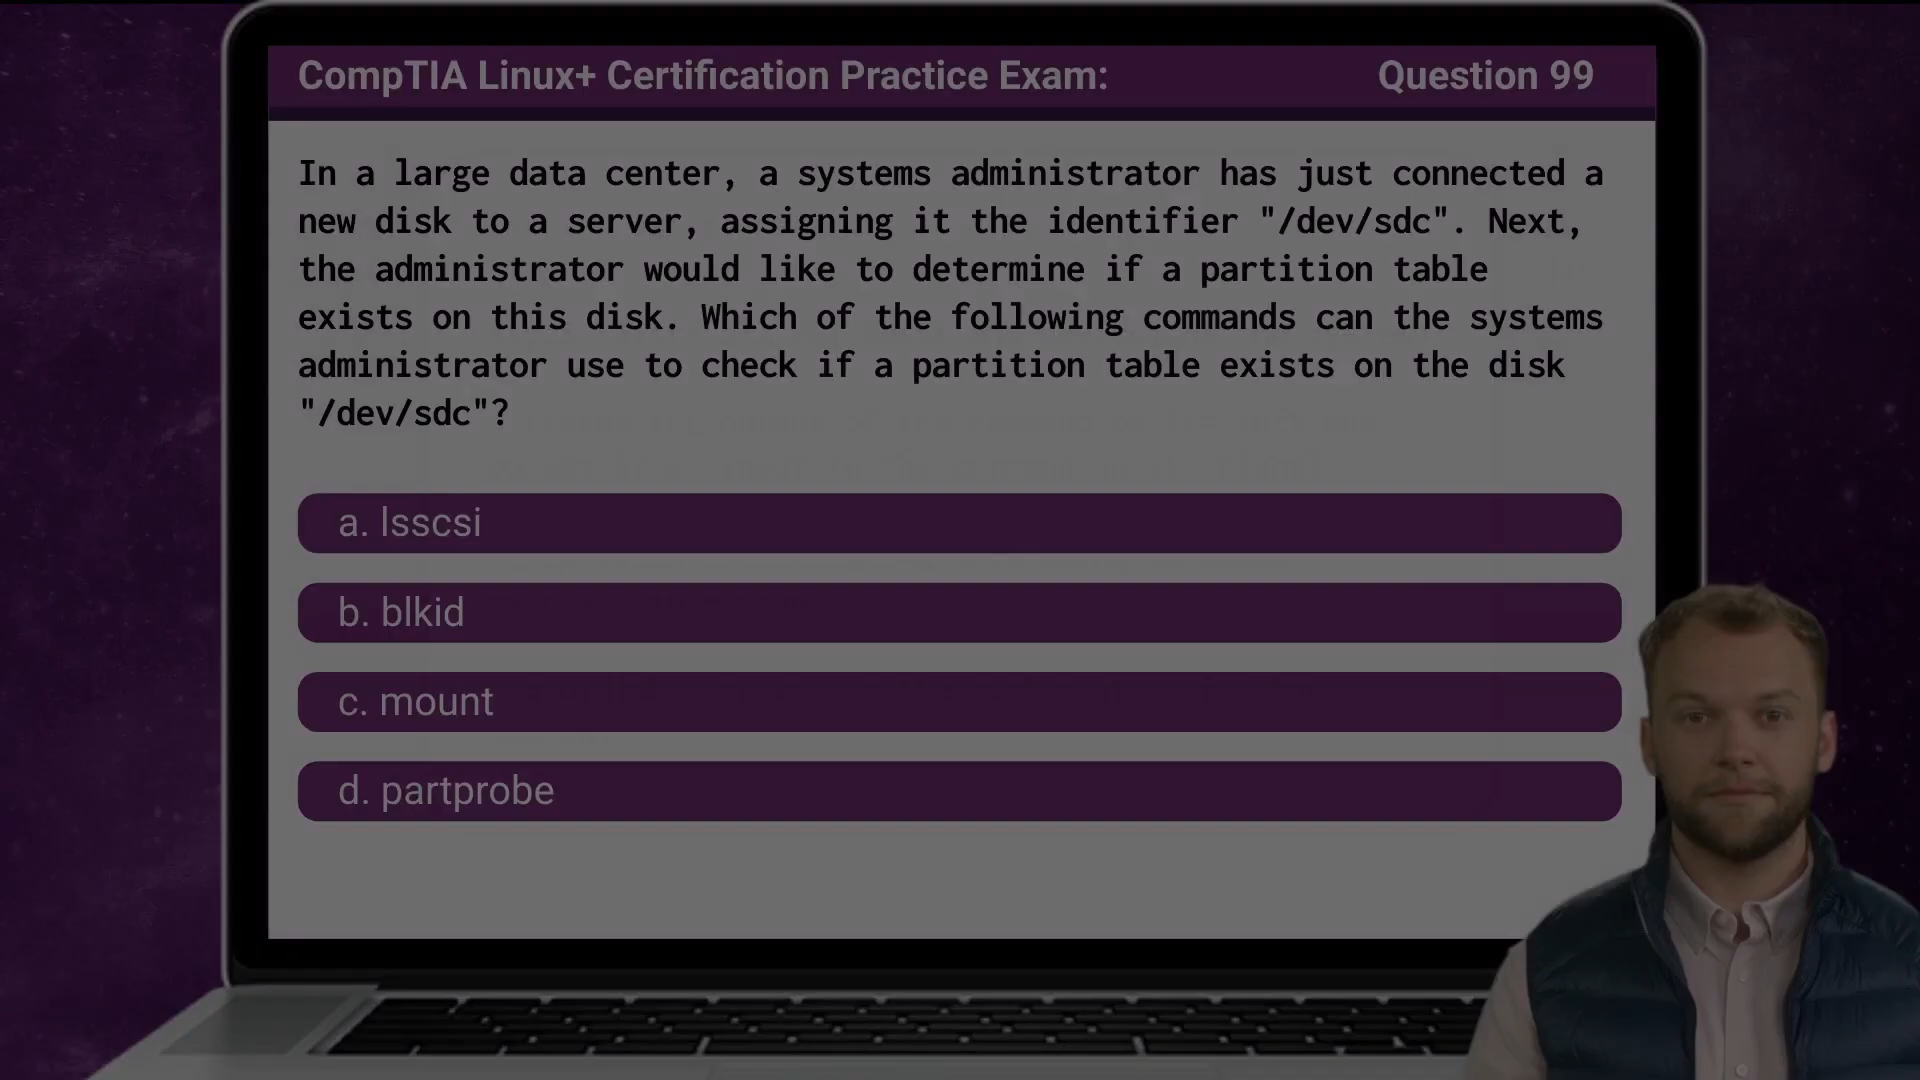 CompTIA Linux+ Certification Practice Exam:
Question 99
In a large data center, a systems administrator has just connected a
new disk to a server, assigning it the identifier "/dev/sdc". Next,
the administrator would like to determine if a partition table
exists on this disk. Which of the following commands can the systems
administrator use to check if a partition table exists on the disk
"/dev/sdc"?
a. lsscsi
b. blkid
c. mount
d. partprobe